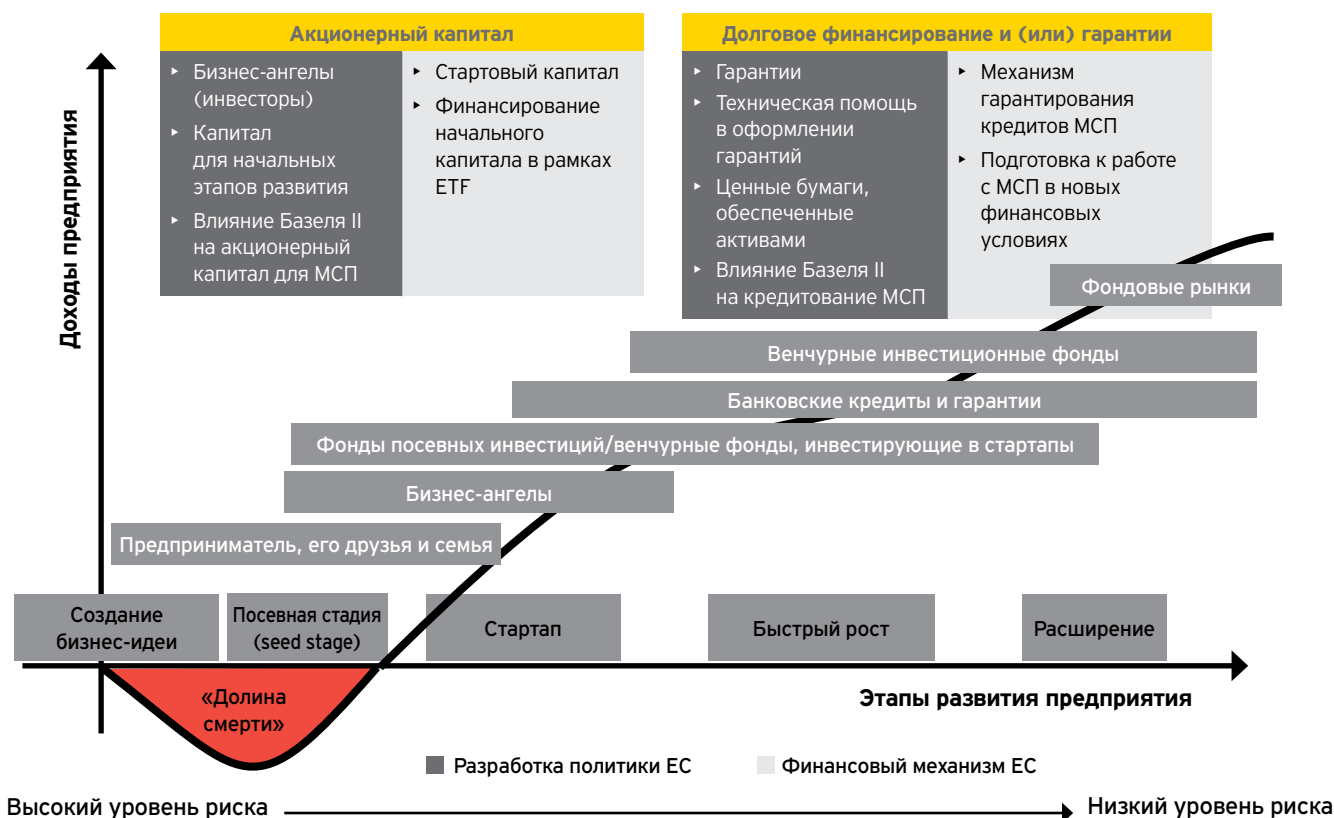 Акционерный капитал
▸ Бизнес-ангелы
(инвесторы)
▸ Капитал
для начальных
этапов развития
▸ Влияние Базеля II
на акционерный
капитал для МСП
▸ Стартовый капитал
▸ Финансирование
начального
капитала в рамках
ETF
Долговое финансирование и (или) гарантии
▸ Гарантии
▸ Техническая помощь
в оформлении
гарантий
▸ Ценные бумаги,
обеспеченные
активами
▸ Влияние Базеля II
на кредитование МСП
▸ Механизм
гарантирования
кредитов МСП
▸ Подготовка к работе
с МСП в новых
финансовых
условиях
Доходы предприятия
Фондовые рынки
Венчурные инвестиционные фонды
Банковские кредиты и гарантии
Фонды посевных инвестиций/венчурные фонды, инвестирующие в стартапы
Бизнес-ангелы
Предприниматель, его друзья и семья
Создание
бизнес-идеи
Посевная стадия
(seed stage)
Стартап
Быстрый рост
Расширение
«Долина
смерти»
Этапы развития предприятия
Разработка политики ЕС
Финансовый механизм ЕС
Высокий уровень риска
Низкий уровень риска